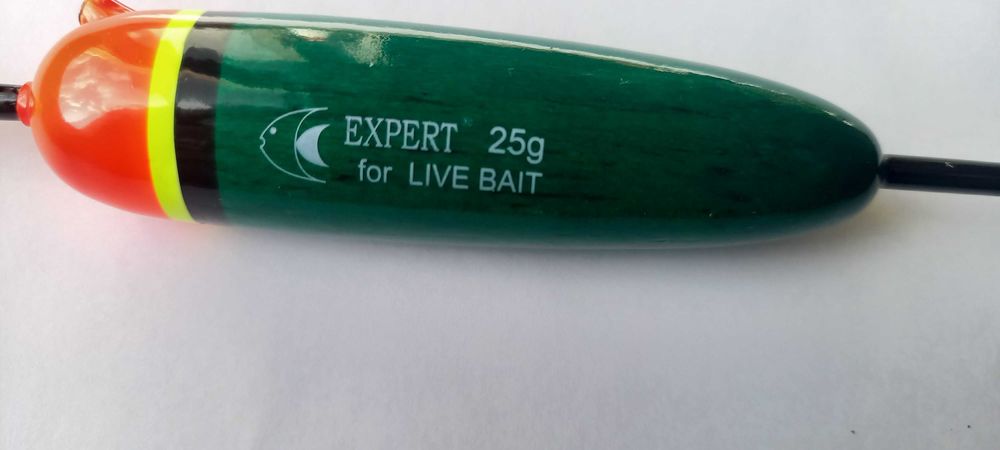 EXPERT 25g
for LIVE BAIT